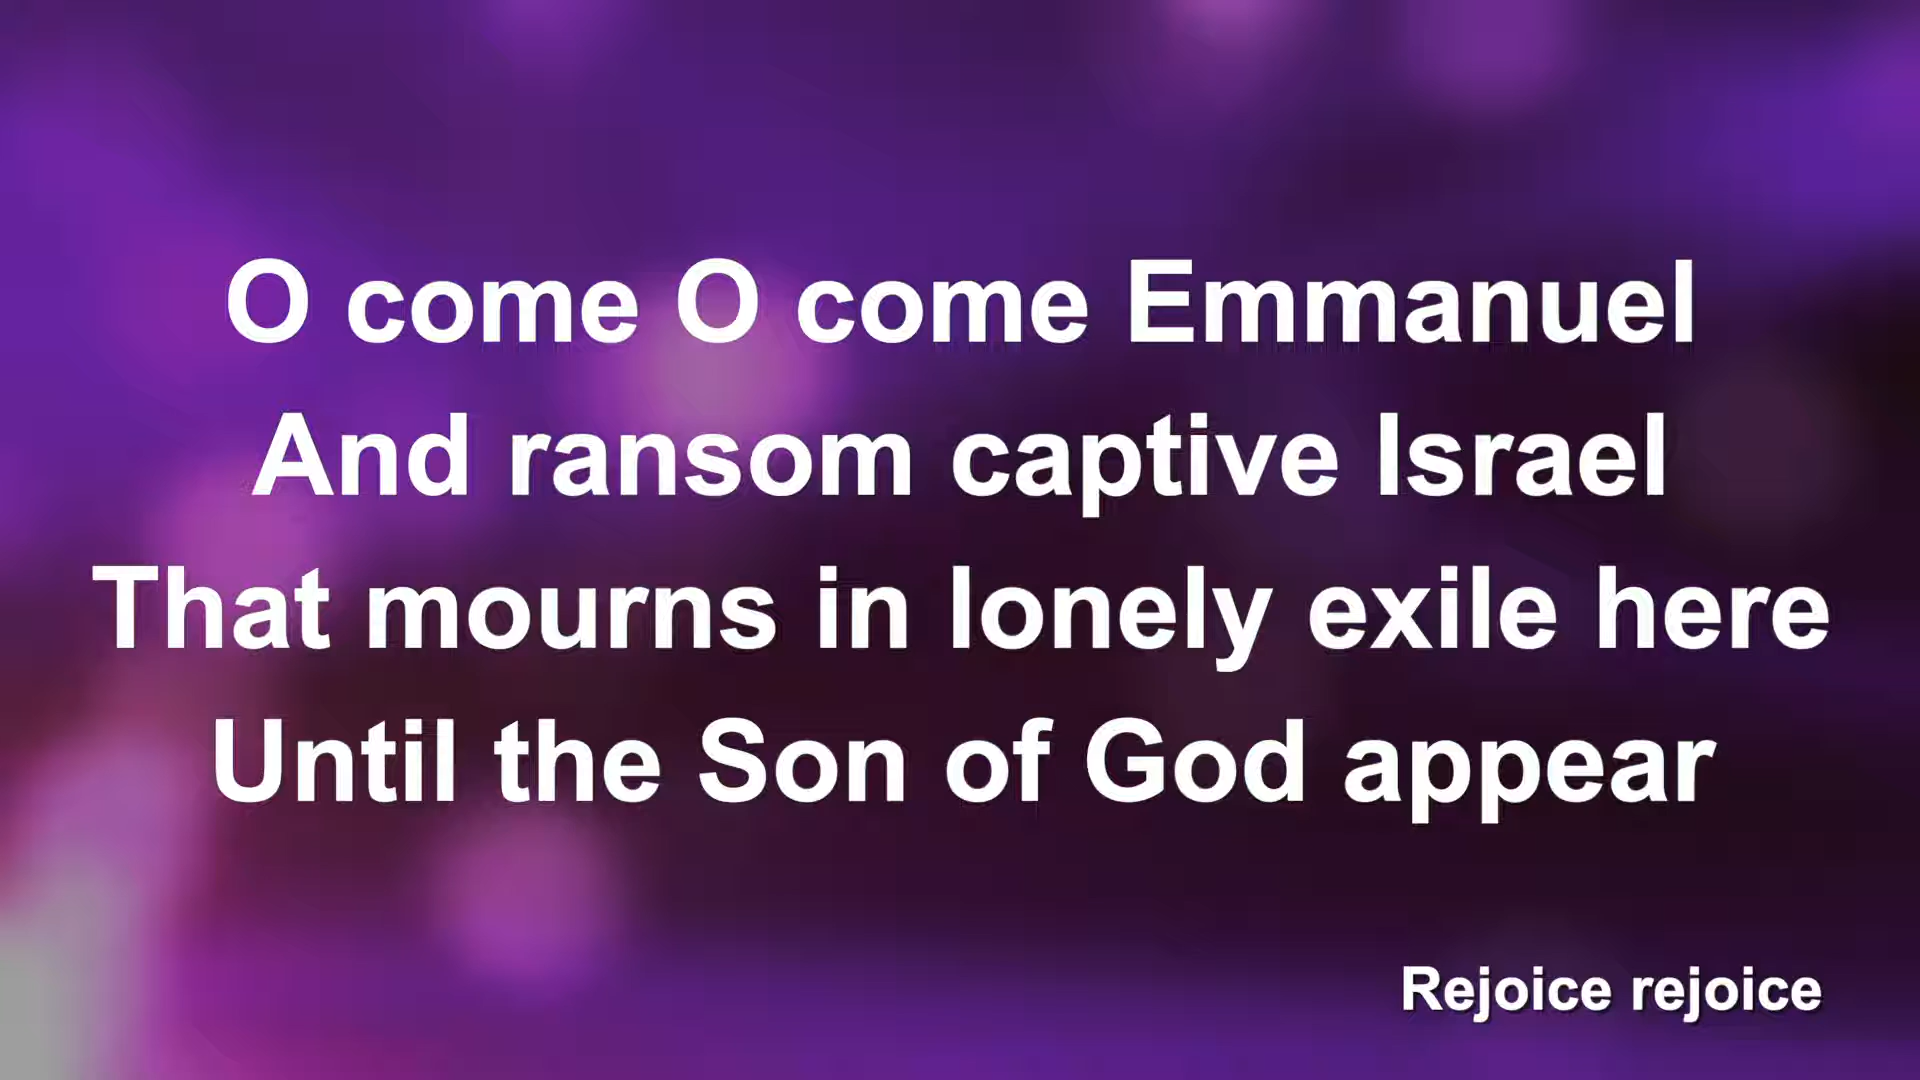 O come O come Emmanuel
And ransom captive Israel
That mourns in lonely exile here
Until the Son of God appear
Rejoice rejoice